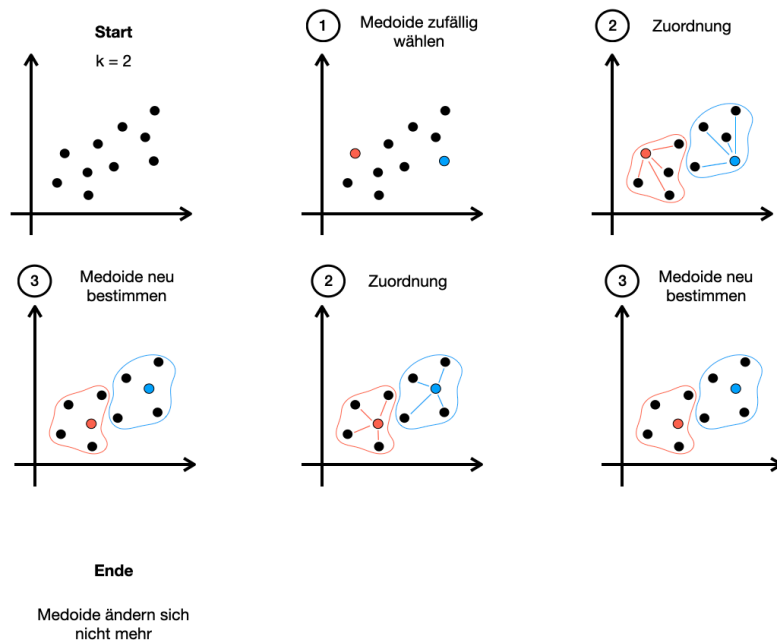 Start
k = 2
1
Medoide zufällig
wählen
2
Zuordnung
3
Medoide neu
bestimmen
2
Zuordnung
3
Medoide neu
bestimmen
Ende
Medoide ändern sich
nicht mehr